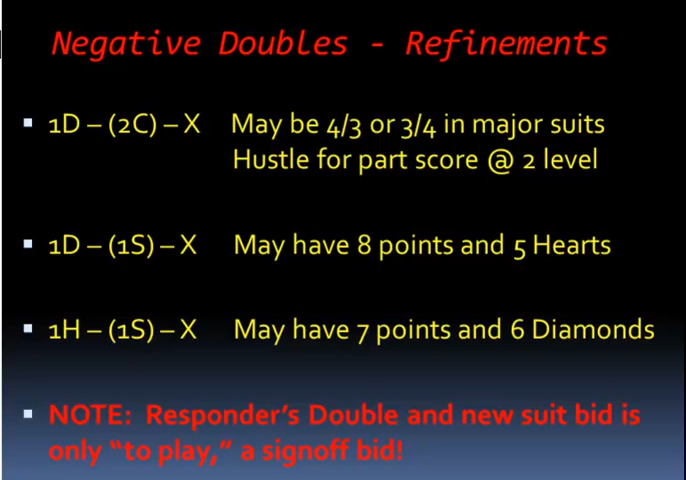 Negative Doubles - Refinements
▪ 1D – (2C) – X May be 4/3 or 3/4 in major suits
Hustle for part score @ 2 level
▪ 1D – (1S) – X May have 8 points and 5 Hearts
▪ 1H – (1S) – X May have 7 points and 6 Diamonds
▪ NOTE: Responder's Double and new suit bid is
only "to play," a signoff bid!